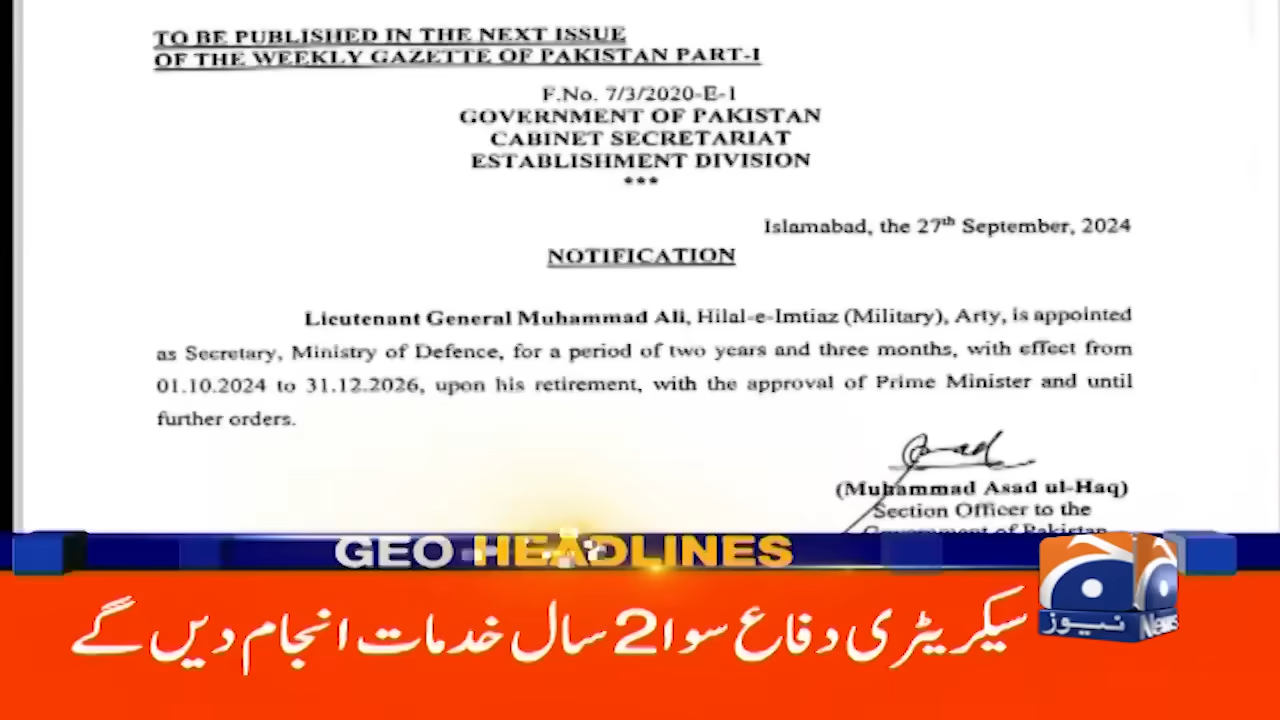 TO BE PUBLISHED IN THE NEXT ISSUE
OF THE WEEKLY GAZETTE OF PAKISTAN PART-I
F.No. 7/3/2020-E-1
GOVERNMENT OF PAKISTAN
CABINET SECRETARIAT
ESTABLISHMENT DIVISION
***
Islamabad, the 27th September, 2024
NOTIFICATION
Lieutenant General Muhammad Ali, Hilal-e-Imtiaz (Military), Arty, is appointed
as Secretary, Ministry of Defence, for a period of two years and three months, with effect from
01.10.2024 to 31.12.2026, upon his retirement, with the approval of Prime Minister and until
further orders.
Asad
(Muhammad Asad ul-Haq)
Section Officer to the
Government of Pakistan
GEO HEADLINES
سیکریٹری دفاع سوا 2 سال خدمات انجام دیں گے
نیوز News